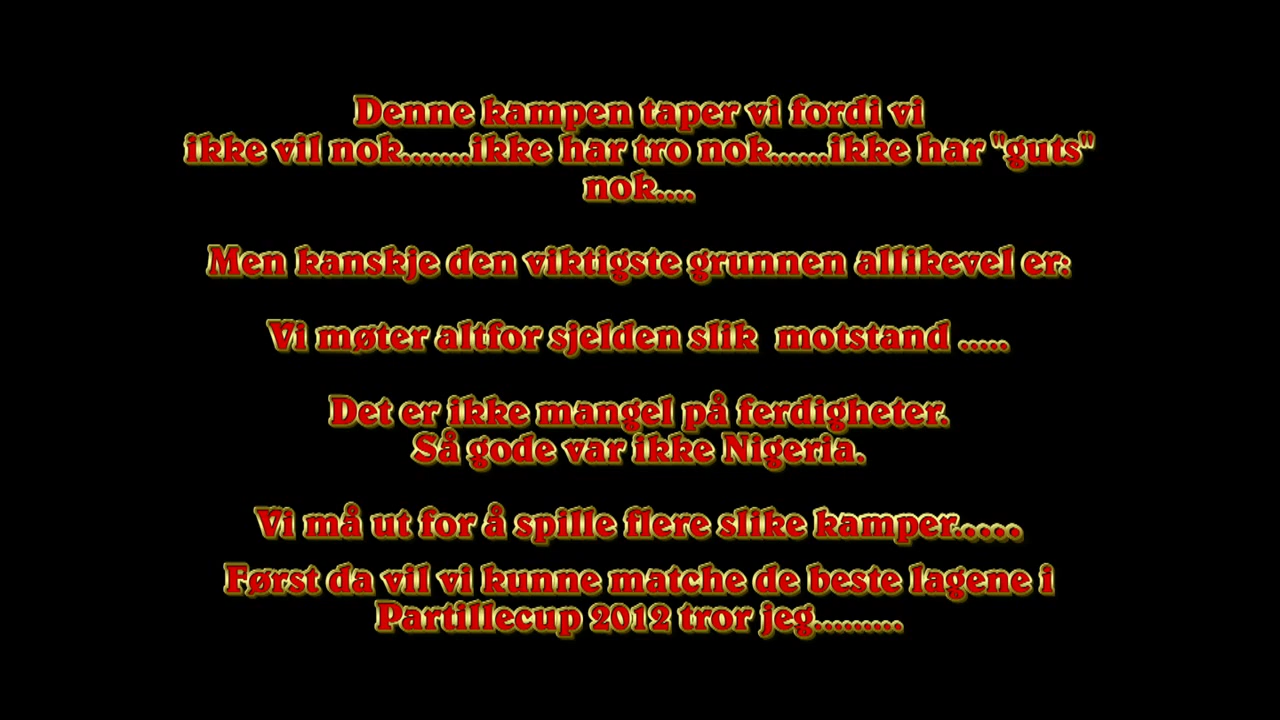 Denne kampen taper vi fordi vi
ikke vil nok.......ikke har tro nok......ikke har "guts"
nok....
Men kanskje den viktigste grunnen allikevel er:
Vi møter altfor sjelden slik  motstand .....
Det er ikke mangel på ferdigheter.
Så gode var ikke Nigeria.
Vi må ut for å spille flere slike kamper.....
Først da vil vi kunne matche de beste lagene i
Partillecup 2012 tror jeg.........